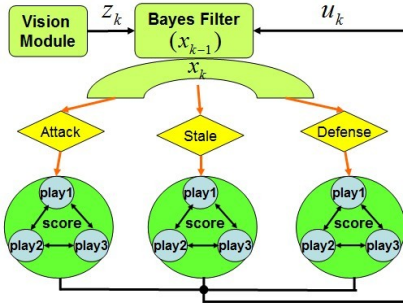 Vision
Module
z_k
Bayes Filter
(x_{k-1})
u_k
x_k
Attack
Stale
Defense
play1
score
play2
play3
play1
score
play2
play3
play1
score
play2
play3